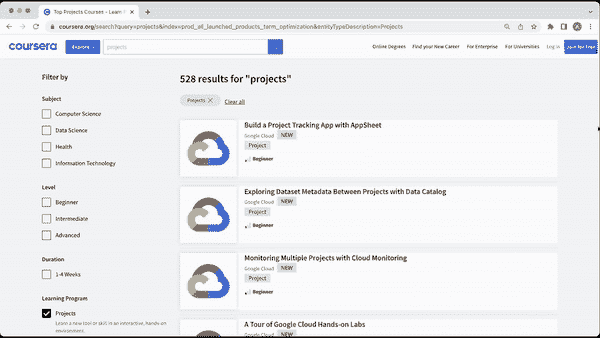 Top Projects Courses - Learn
coursera.org/search?query=projects&index=prod_all_launched_products_term_optimization&entityTypeDescription=Projects
coursera
Explore
projects
Online Degrees
Find your New Career
For Enterprise
For Universities
Log In
Join for Free
Filter by
Subject
Computer Science
Data Science
Health
Information Technology
Level
Beginner
Intermediate
Advanced
Duration
1-4 Weeks
Learning Program
Projects
Learn a new tool or skill in an interactive, hands-on
environment.
528 results for "projects"
Projects
Clear all
Build a Project Tracking App with AppSheet
Google Cloud NEW
Project
Beginner
Exploring Dataset Metadata Between Projects with Data Catalog
Google Cloud NEW
Project
Beginner
Monitoring Multiple Projects with Cloud Monitoring
Google Cloud NEW
Project
Beginner
A Tour of Google Cloud Hands-on Labs
Google Cloud NEW